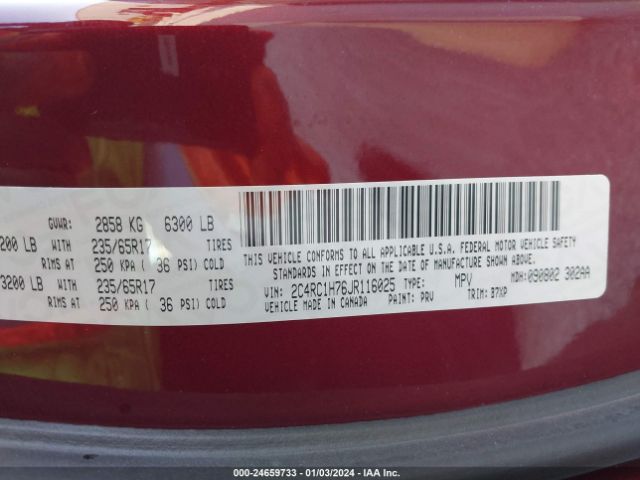 GVWR: 2858 KG 6300 LB
200 LB WITH 235/65R17 TIRES
RIMS AT 250 KPA ( 36 PSI) COLD
3200 LB WITH 235/65R17 TIRES
RIMS AT 250 KPA ( 36 PSI) COLD
THIS VEHICLE CONFORMS TO ALL APPLICABLE U.S.A. FEDERAL MOTOR VEHICLE SAFETY
STANDARDS IN EFFECT ON THE DATE OF MANUFACTURE SHOWN ABOVE.
VIN: 2C4RC1H76JR116025 TYPE: MPV MDH: 090802 302AA
VEHICLE MADE IN CANADA PAINT: PRV TRIM: B7XP
000-24659733 - 01/03/2024 - IAA Inc.